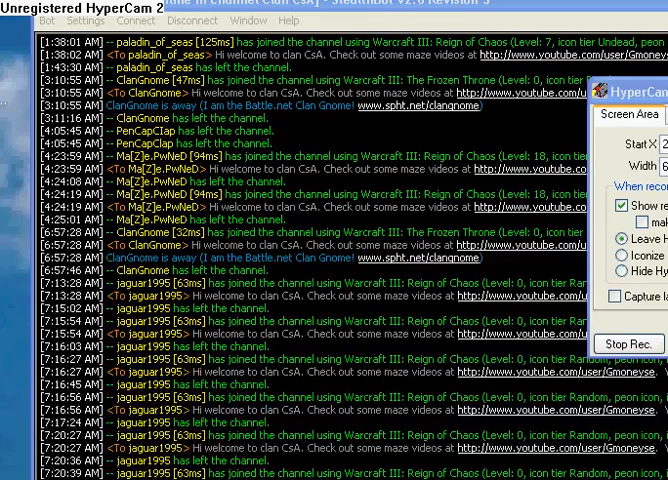 Unregistered HyperCam 2
Bot Settings Connect Disconnect Window Help
[1:38:01 AM] -- paladin_of_seas [125ms] has joined the channel using Warcraft III: Reign of Chaos (Level: 7, icon tier Undead, peon
[1:38:02 AM] <To paladin_of_seas> Hi welcome to clan CsA. Check out some maze videos at http://www.youtube.com/user/Gmoneys
[1:43:30 AM] -- paladin_of_seas has left the channel.
[3:10:55 AM] -- ClanGnome [47ms] has joined the channel using Warcraft III: The Frozen Throne (Level: 0, icon
[3:10:55 AM] <To ClanGnome> Hi welcome to clan CsA. Check out some maze videos at http://www.youtube.com/u
[3:10:55 AM] ClanGnome is away (I am the Battle.net Clan Gnome! www.spht.net/clangnome)
[3:11:16 AM] -- ClanGnome has left the channel.
[4:05:45 AM] -- PenCapCIap has left the channel.
[4:05:45 AM] -- PenCapClap has left the channel.
[4:23:59 AM] -- Ma[Z]e.PwNeD [94ms] has joined the channel using Warcraft III: Reign of Chaos (Level: 18, icon tier
[4:23:59 AM] <To Ma[Z]e.PwNeD> Hi welcome to clan CsA. Check out some maze videos at http://www.youtube.co
[4:24:08 AM] -- Ma[Z]e.PwNeD has left the channel.
[4:24:19 AM] -- Ma[Z]e.PwNeD [94ms] has joined the channel using Warcraft III: Reign of Chaos (Level: 18, icon tier
[4:24:19 AM] <To Ma[Z]e.PwNeD> Hi welcome to clan CsA. Check out some maze videos at http://www.youtube.co
[4:25:01 AM] -- Ma[Z]e.PwNeD has left the channel.
[6:57:28 AM] -- ClanGnome [32ms] has joined the channel using Warcraft III: The Frozen Throne (Level: 0, icon
[6:57:28 AM] <To ClanGnome> Hi welcome to clan CsA. Check out some maze videos at http://www.youtube.com/u
[6:57:28 AM] ClanGnome is away (I am the Battle.net Clan Gnome! www.spht.net/clangnome)
[6:57:46 AM] -- ClanGnome has left the channel.
[7:13:28 AM] -- jaguar1995 [63ms] has joined the channel using Warcraft III: Reign of Chaos (Level: 0, icon tier Ran
[7:13:28 AM] <To jaguar1995> Hi welcome to clan CsA. Check out some maze videos at http://www.youtube.com/u
[7:15:02 AM] -- jaguar1995 has left the channel.
[7:15:54 AM] -- jaguar1995 [63ms] has joined the channel using Warcraft III: Reign of Chaos (Level: 0, icon tier Ran
[7:15:54 AM] <To jaguar1995> Hi welcome to clan CsA. Check out some maze videos at http://www.youtube.com/u
[7:16:03 AM] -- jaguar1995 has left the channel.
[7:16:27 AM] -- jaguar1995 [63ms] has joined the channel using Warcraft III: Reign of Chaos (Level: 0, icon tier Random, peon icon,
[7:16:27 AM] <To jaguar1995> Hi welcome to clan CsA. Check out some maze videos at http://www.youtube.com/user/Gmoneyse.
[7:16:45 AM] -- jaguar1995 has left the channel.
[7:16:56 AM] -- jaguar1995 [63ms] has joined the channel using Warcraft III: Reign of Chaos (Level: 0, icon tier Random, peon icon,
[7:16:56 AM] <To jaguar1995> Hi welcome to clan CsA. Check out some maze videos at http://www.youtube.com/user/Gmoneyse.
[7:17:24 AM] -- jaguar1995 has left the channel.
[7:20:27 AM] -- jaguar1995 [63ms] has joined the channel using Warcraft III: Reign of Chaos (Level: 0, icon tier Random, peon icon,
[7:20:27 AM] <To jaguar1995> Hi welcome to clan CsA. Check out some maze videos at http://www.youtube.com/user/Gmoneyse.
[7:20:36 AM] -- jaguar1995 has left the channel.
[7:20:39 AM] -- jaguar1995 [63ms] has joined the channel using Warcraft III: Reign of Chaos (Level: 0, icon tier Random, peon icon,
HyperCam
Screen Area
Start X 2
Width 6
When reco
Show re
mak
Leave H
Iconize
Hide Hy
Capture la
Stop Rec.